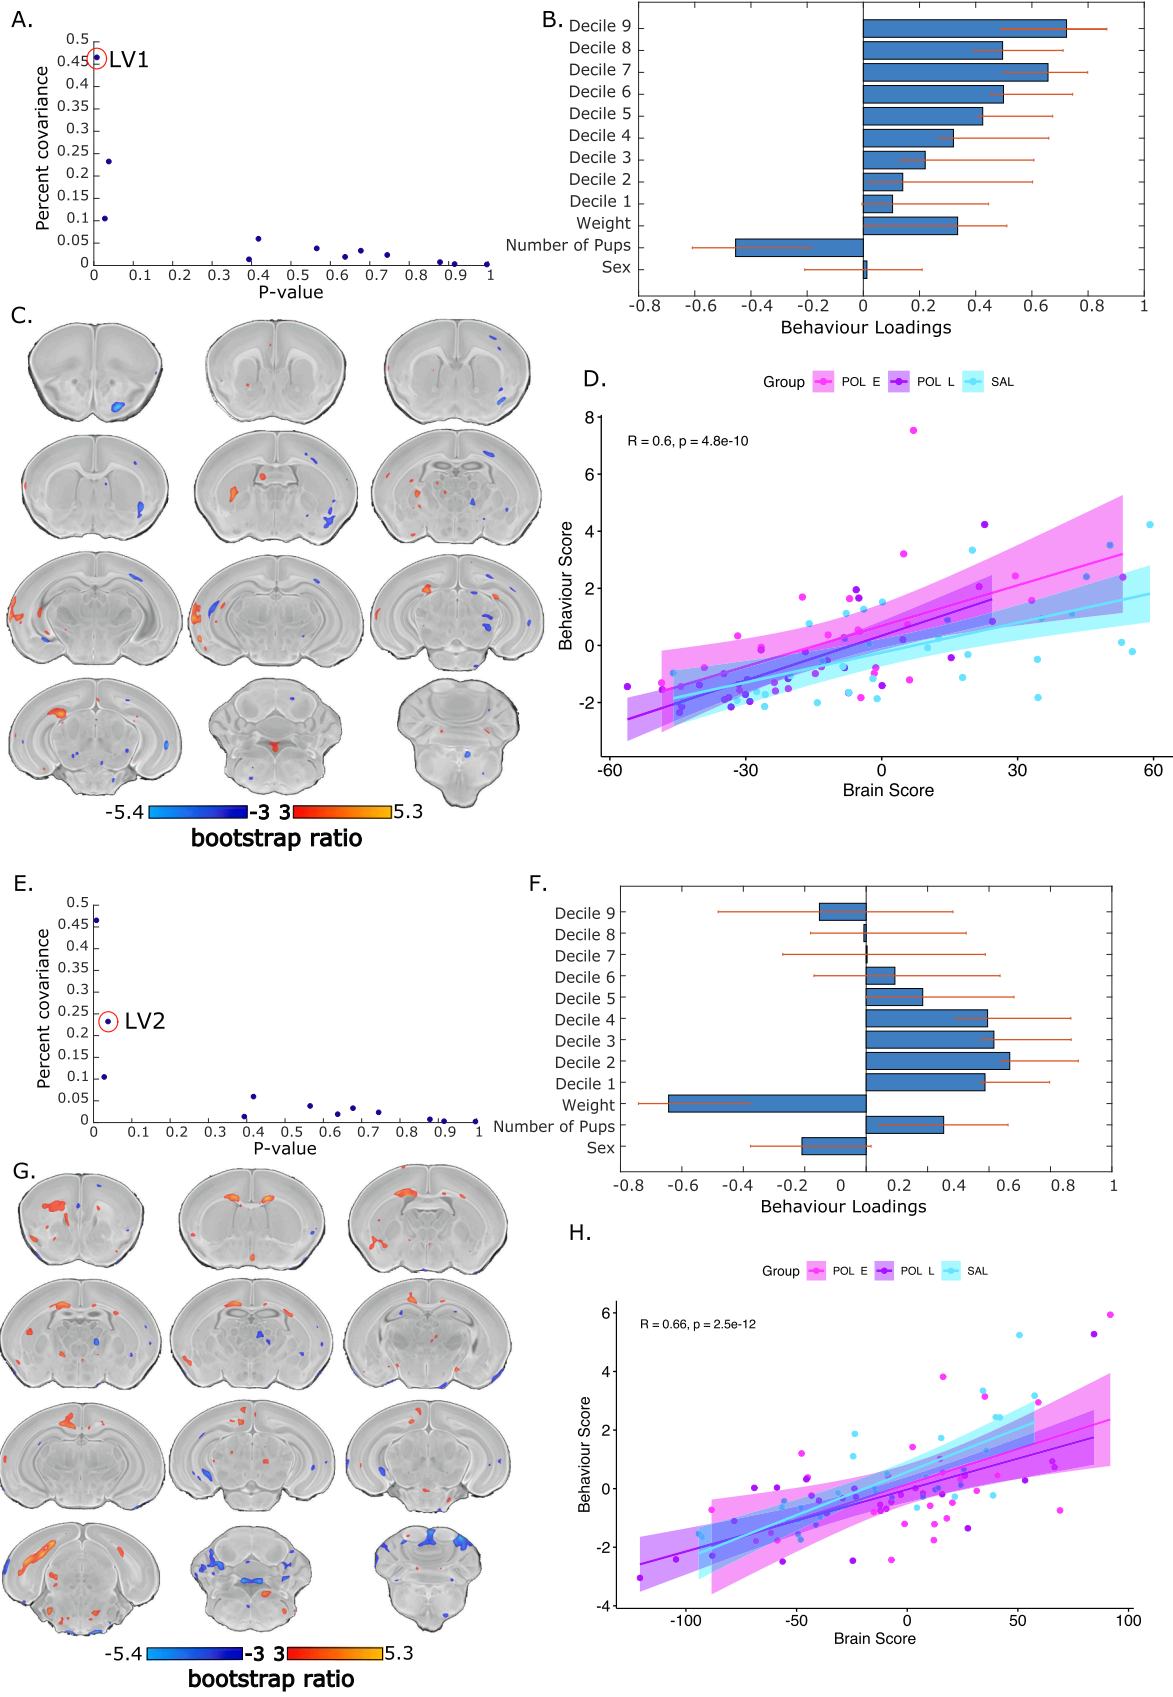 A.
0.5
0.45
0.4
0.35
0.3
0.25
0.2
0.15
0.1
0.05
0
Percent covariance
LV1
0 0.1 0.2 0.3 0.4 0.5 0.6 0.7 0.8 0.9 1
P-value
B.
Decile 9
Decile 8
Decile 7
Decile 6
Decile 5
Decile 4
Decile 3
Decile 2
Decile 1
Weight
Number of Pups
Sex
-0.8 -0.6 -0.4 -0.2 0 0.2 0.4 0.6 0.8 1
Behaviour Loadings
C.
-5.4 -3 3 5.3
bootstrap ratio
D.
Group POL E POL L SAL
R = 0.6, p = 4.8e-10
8
6
4
2
0
-2
Behaviour Score
-60 -30 0 30 60
Brain Score
E.
0.5
0.45
0.4
0.35
0.3
0.25
0.2
0.15
0.1
0.05
0
Percent covariance
LV2
0 0.1 0.2 0.3 0.4 0.5 0.6 0.7 0.8 0.9 1
P-value
F.
Decile 9
Decile 8
Decile 7
Decile 6
Decile 5
Decile 4
Decile 3
Decile 2
Decile 1
Weight
Number of Pups
Sex
-0.8 -0.6 -0.4 -0.2 0 0.2 0.4 0.6 0.8 1
Behaviour Loadings
G.
-5.4 -3 3 5.3
bootstrap ratio
H.
Group POL E POL L SAL
R = 0.66, p = 2.5e-12
6
4
2
0
-2
-4
Behaviour Score
-100 -50 0 50 100
Brain Score